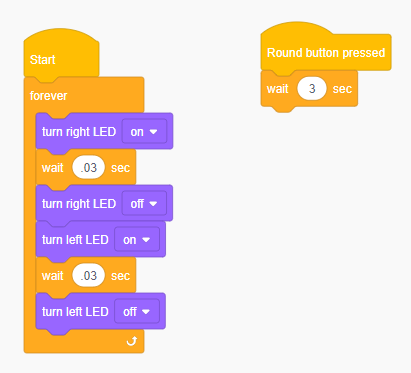 Start
forever
turn right LED on
wait .03 sec
turn right LED off
turn left LED on
wait .03 sec
turn left LED off
Round button pressed
wait 3 sec